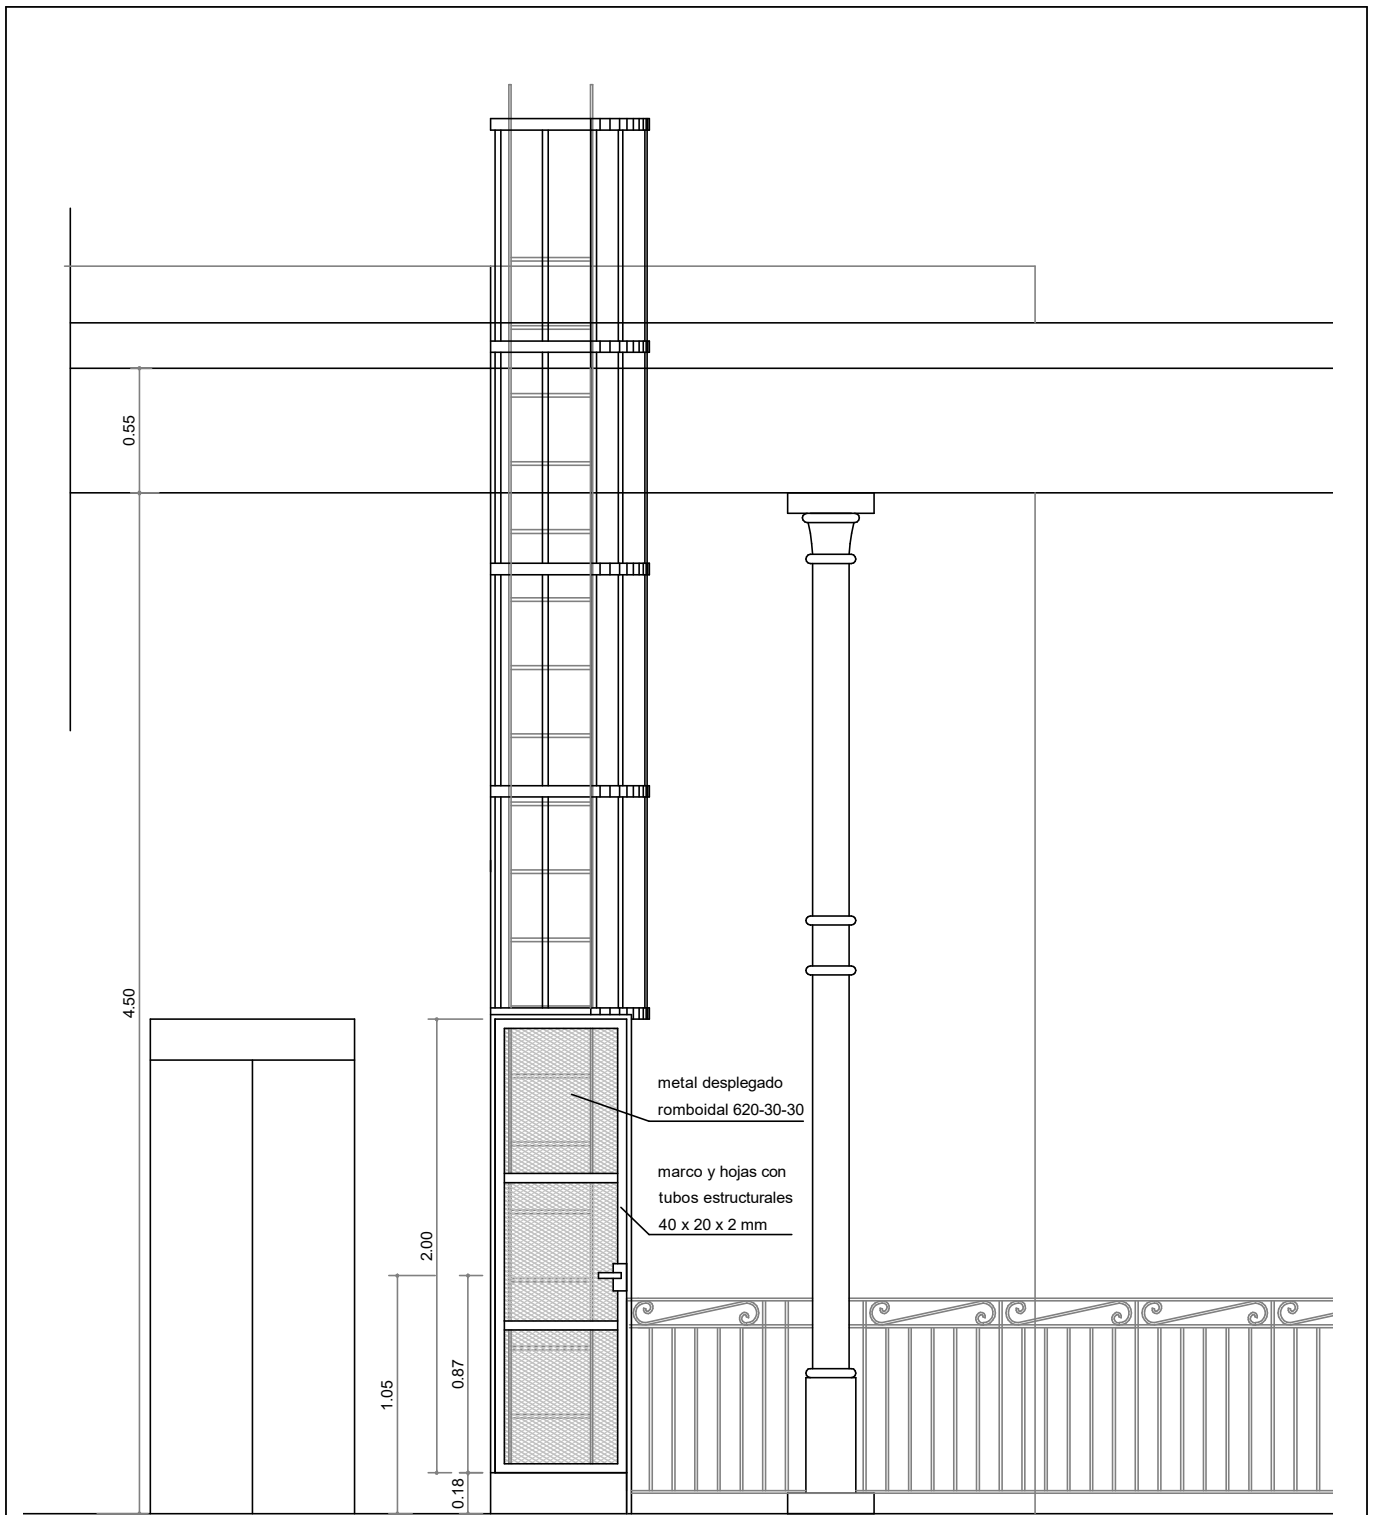 0.55
4.50
metal desplegado
romboidal 620-30-30
marco y hojas con
tubos estructurales
40 x 20 x 2 mm
2.00
1.05
0.87
0.18